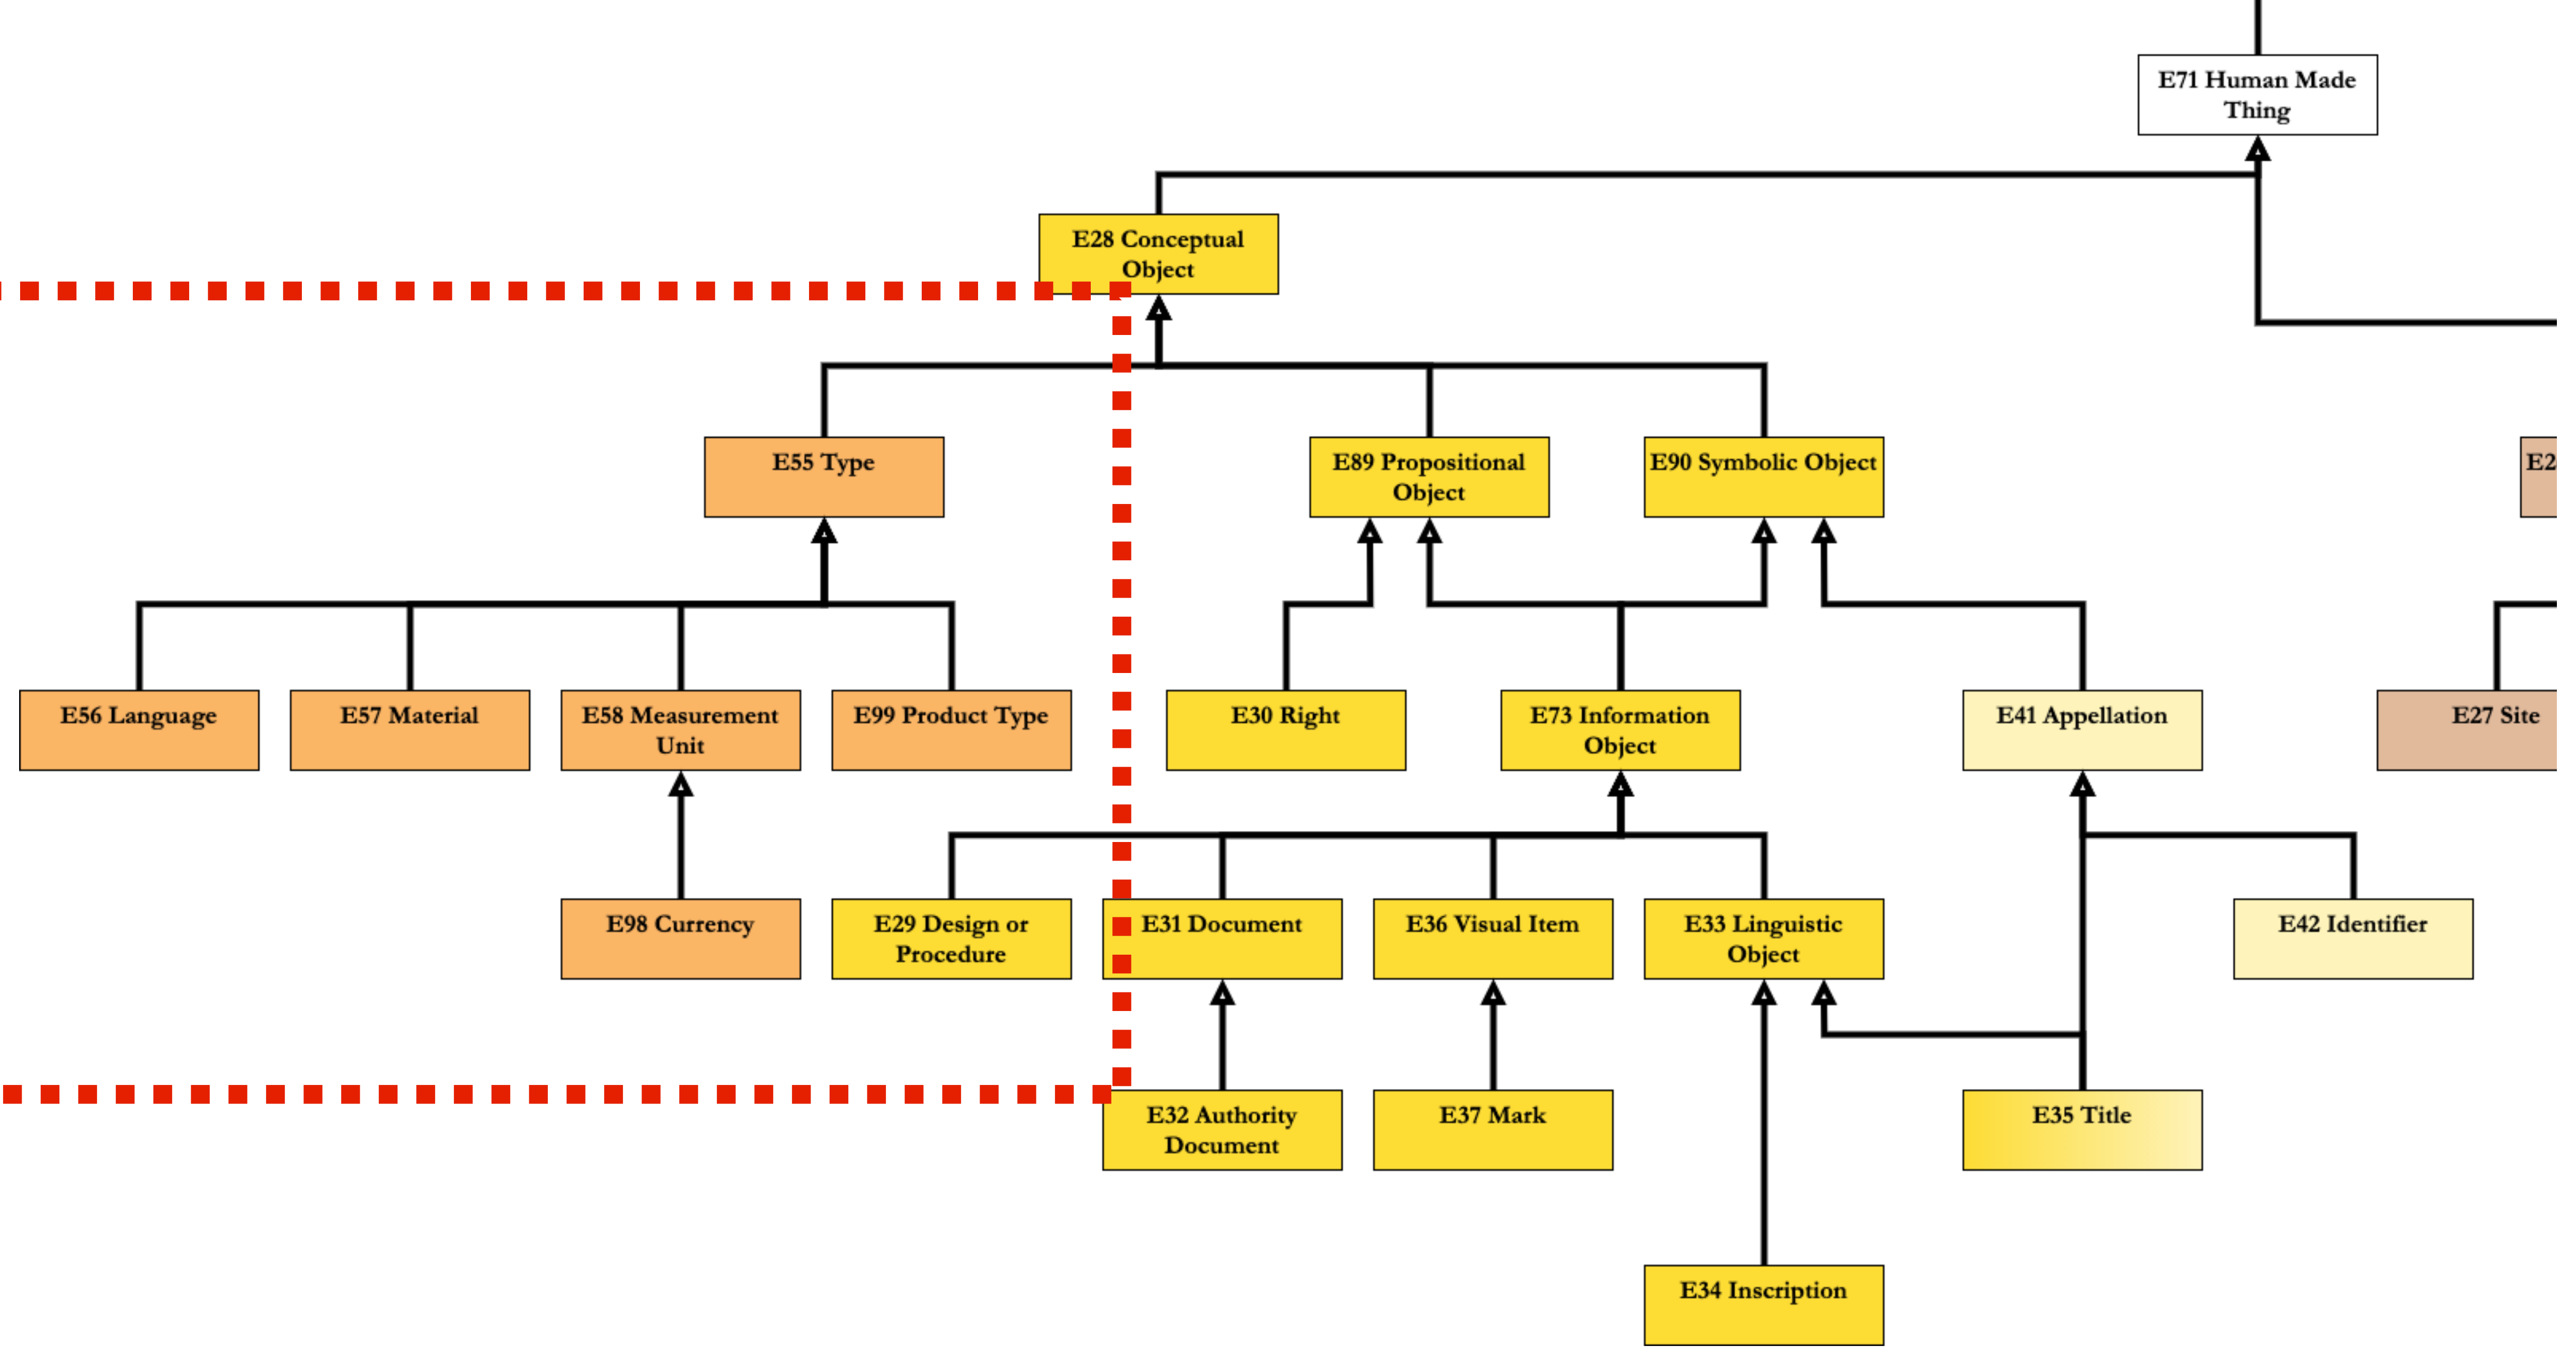 E71 Human Made
Thing
E28 Conceptual
Object
E55 Type
E89 Propositional
Object
E90 Symbolic Object
E2
E56 Language
E57 Material
E58 Measurement
Unit
E99 Product Type
E30 Right
E73 Information
Object
E41 Appellation
E27 Site
E98 Currency
E29 Design or
Procedure
E31 Document
E36 Visual Item
E33 Linguistic
Object
E42 Identifier
E32 Authority
Document
E37 Mark
E35 Title
E34 Inscription